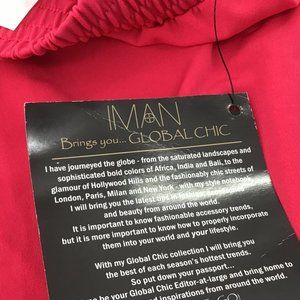 IMAN
Brings you... GLOBAL CHIC
I have journeyed the globe - from the saturated landscapes and
sophisticated bold colors of Africa, India and Bali, to the
glamour of Hollywood Hills and the fashionably chic streets of
London, Paris, Milan and New York - with my style notebook
I will bring you the latest tips in
and beauty from around the world.
It is important to know fashionable accessory trends,
but it is more important to know how to properly incorporate
them into your world and your lifestyle.
With my Global Chic collection I will bring you
the best of each season's hottest trends.
So put down your passport...
be your Global Chic Editor-at-large and bring home to
and inspirations from around the world.